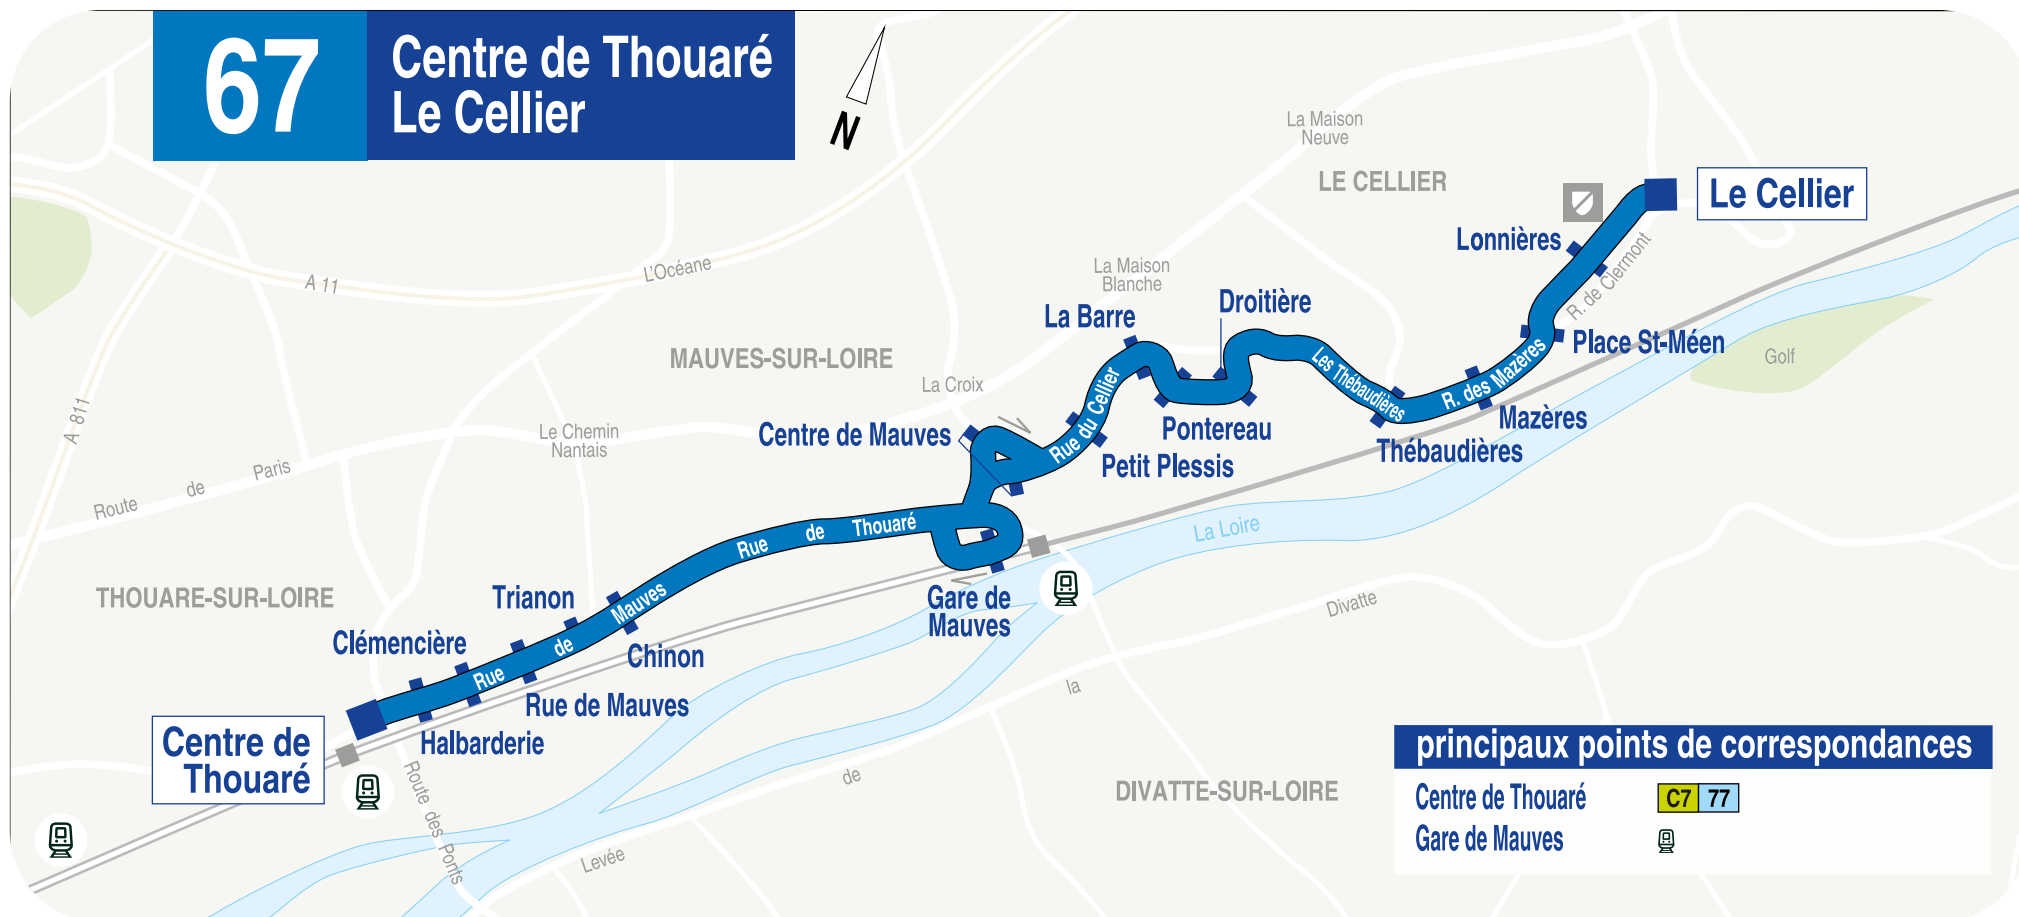 67
Centre de Thouaré
Le Cellier
N
La Maison
Neuve
LE CELLIER
Le Cellier
Lonnières
R. de Clermont
A 11
L'Océane
La Maison
Blanche
Droitière
La Barre
Place St-Méen
Golf
MAUVES-SUR-LOIRE
La Croix
Les Thébaudières
R. des Mazères
Mazères
A 811
Le Chemin
Nantais
Centre de Mauves
Rue du Cellier
Pontereau
Petit Plessis
Thébaudières
Route de Paris
Rue de Thouaré
La Loire
THOUARE-SUR-LOIRE
Trianon
Rue de Mauves
Gare de
Mauves
Divatte
Clémencière
Chinon
la
Rue de Mauves
Halbarderie
Centre de
Thouaré
Route des Ponts
de
Levée
DIVATTE-SUR-LOIRE
principaux points de correspondances
Centre de Thouaré C7 77
Gare de Mauves